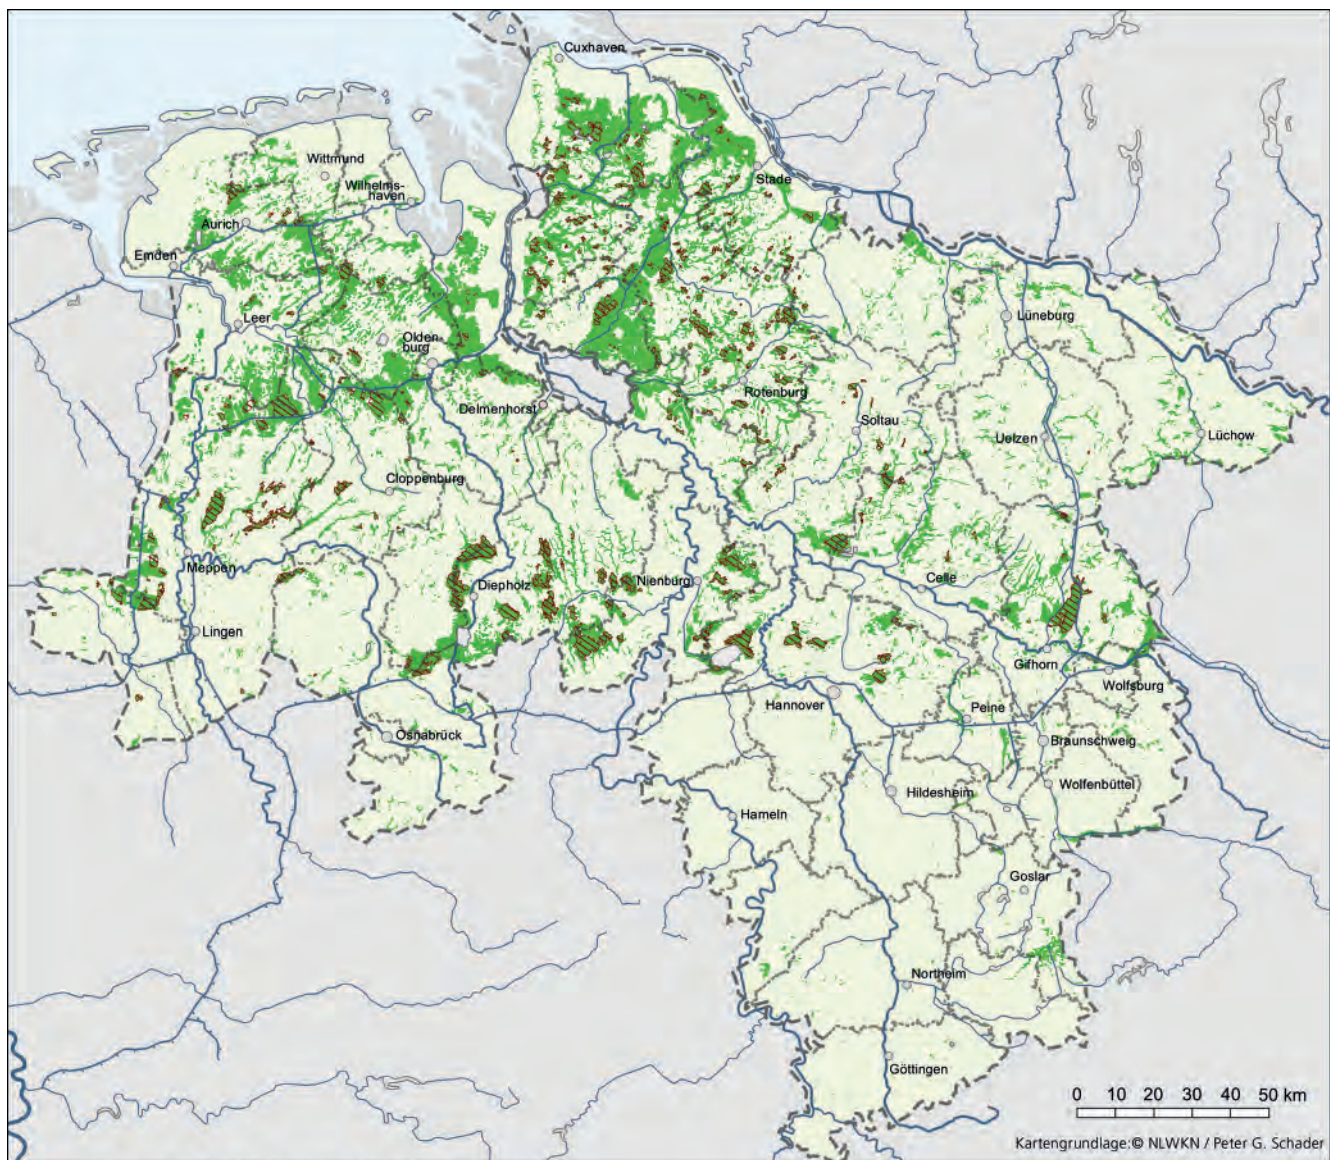 Cuxhaven
Wittmund
Wilhelms-
haven
Stade
Aurich
Emden
Leer
Olden-
burg
Lüneburg
Delmenhorst
Rotenburg
Soltau
Uelzen
Lüchow
Cloppenburg
Meppen
Diepholz
Nienburg
Celle
Lingen
Gifhorn
Wolfsburg
Hannover
Peine
Osnabrück
Braunschweig
Hildesheim
Wolfenbüttel
Hameln
Goslar
Northeim
Göttingen
0 10 20 30 40 50 km
Kartengrundlage:© NLWKN / Peter G. Schader